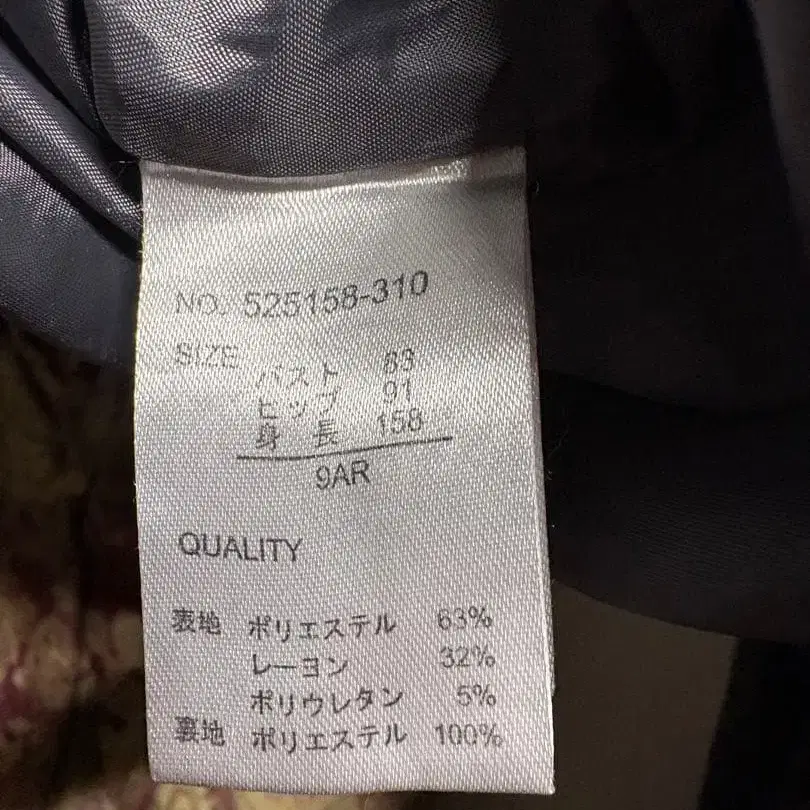 NO. 525158-310
SIZE
バスト 83
ヒップ 91
身長 158
9AR
QUALITY
表地 ポリエステル 63%
レーヨン 32%
ポリウレタン 5%
裏地 ポリエステル 100%